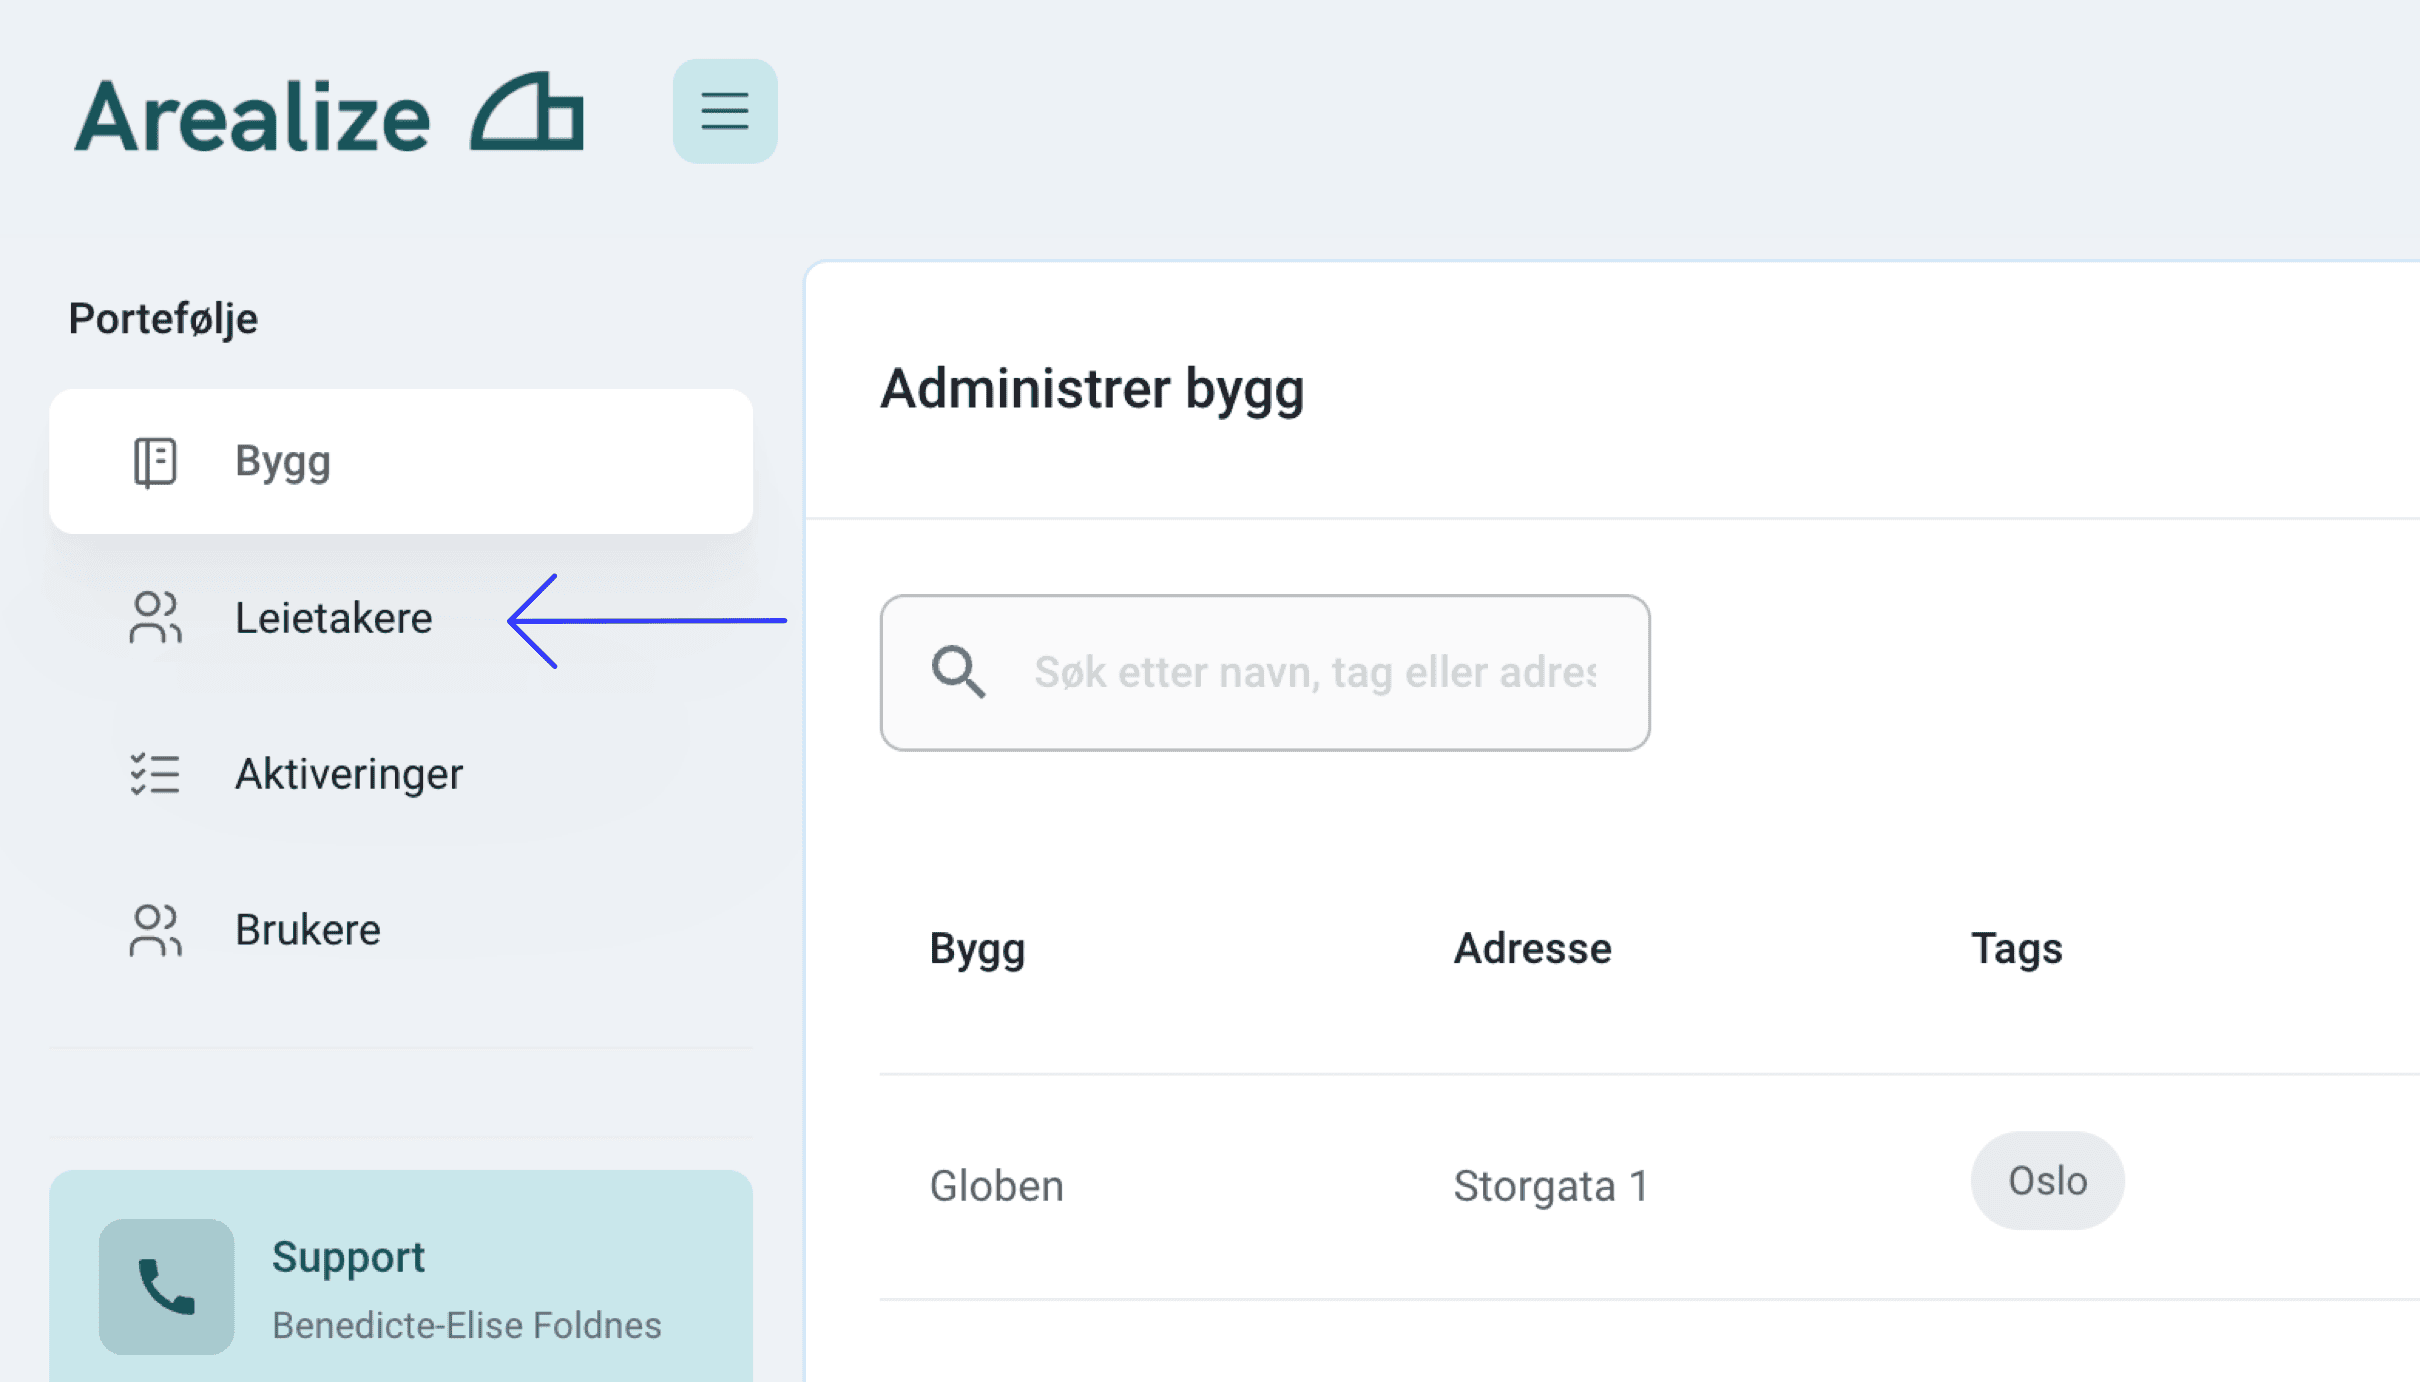 Arealize
Portefølje
Bygg
Leietakere
Aktiveringer
Brukere
Support
Benedicte-Elise Foldnes
Administrer bygg
Søk etter navn, tag eller adres
Bygg Adresse Tags
Globen Storgata 1 Oslo